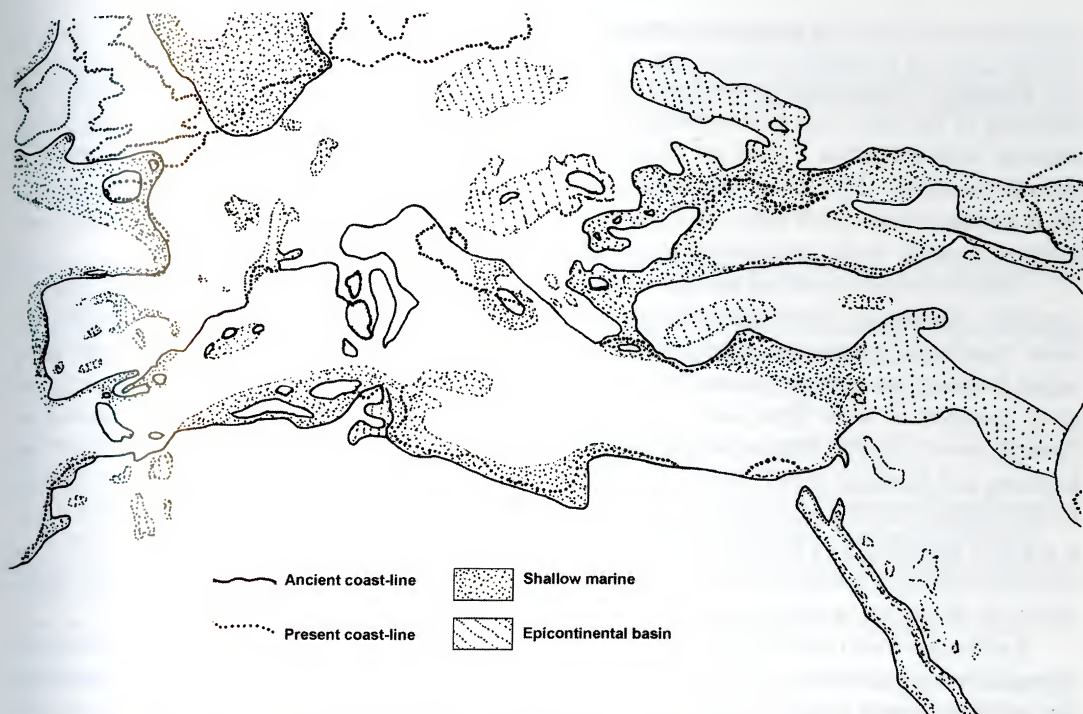 Ancient coast-line
Shallow marine
Present coast-line
Epicontinental basin